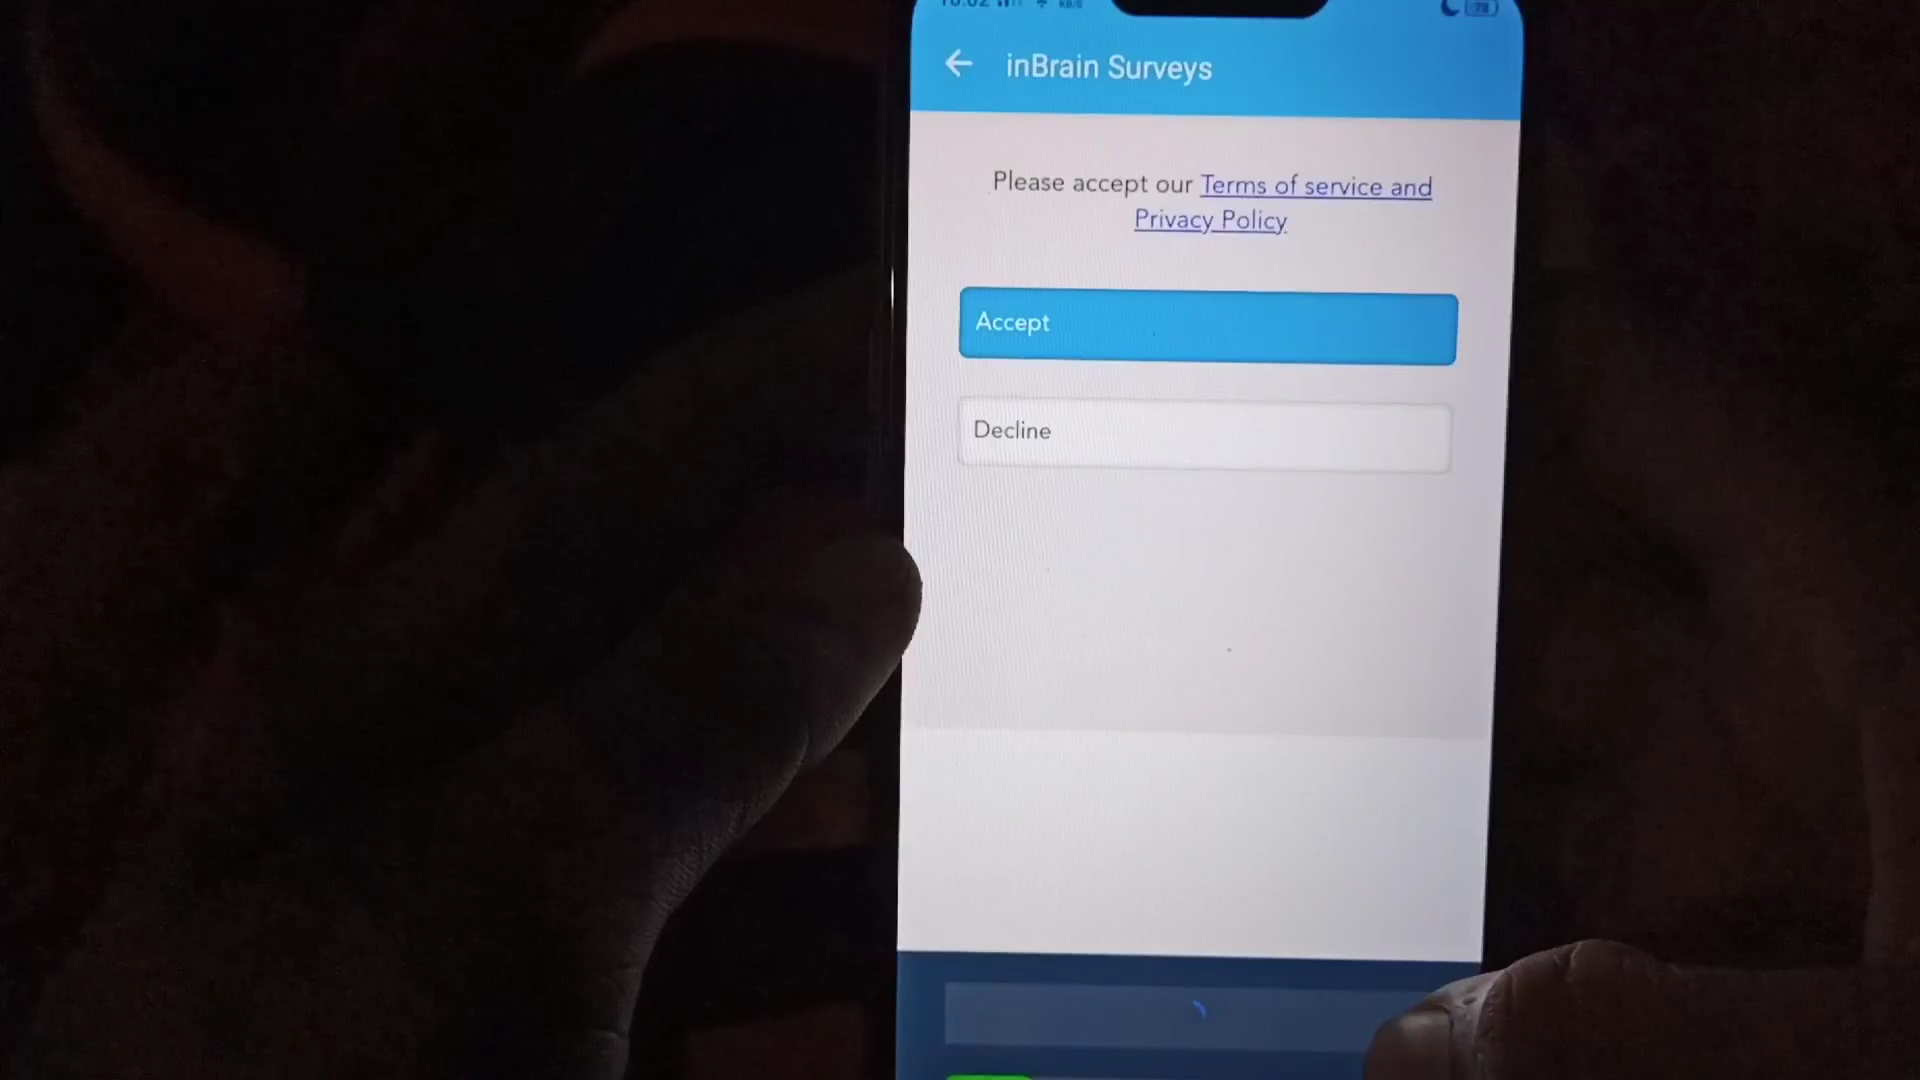 inBrain Surveys
Please accept our Terms of service and
Privacy Policy
Accept
Decline